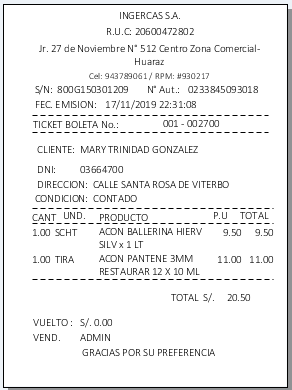 INGERCAS S.A.
R.U.C: 20600472802
Jr. 27 de Noviembre N° 512 Centro Zona Comercial-
Huaraz
Cel: 943789061 / RPM: #930217
S/N: 800G150301209 N° Aut.: 0233845093018
FEC. EMISION: 17/11/2019 22:31:08
TICKET BOLETA No.: 001 - 002700
CLIENTE: MARY TRINIDAD GONZALEZ
DNI: 03664700
DIRECCION: CALLE SANTA ROSA DE VITERBO
CONDICION: CONTADO
CANT UND. PRODUCTO P.U TOTAL
1.00 SCHT ACON BALLERINA HIERV 9.50 9.50
SILV x 1 LT
1.00 TIRA ACON PANTENE 3MM 11.00 11.00
RESTAURAR 12 X 10 ML
TOTAL S/. 20.50
VUELTO : S/. 0.00
VEND. ADMIN
GRACIAS POR SU PREFERENCIA